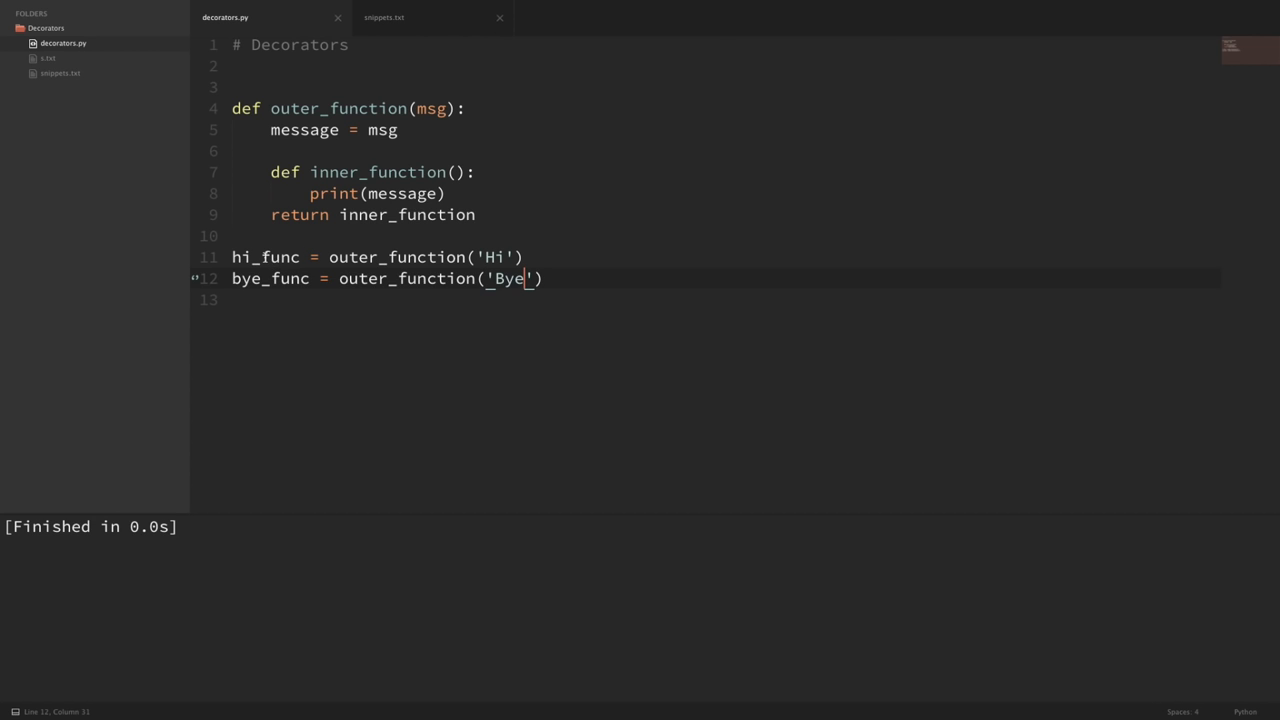 FOLDERS
Decorators
decorators.py
s.txt
snippets.txt
decorators.py
snippets.txt
1 # Decorators
2
3
4 def outer_function(msg):
5     message = msg
6
7     def inner_function():
8         print(message)
9     return inner_function
10
11 hi_func = outer_function('Hi')
12 bye_func = outer_function('Bye')
13
[Finished in 0.0s]
Line 12, Column 31
Spaces: 4
Python